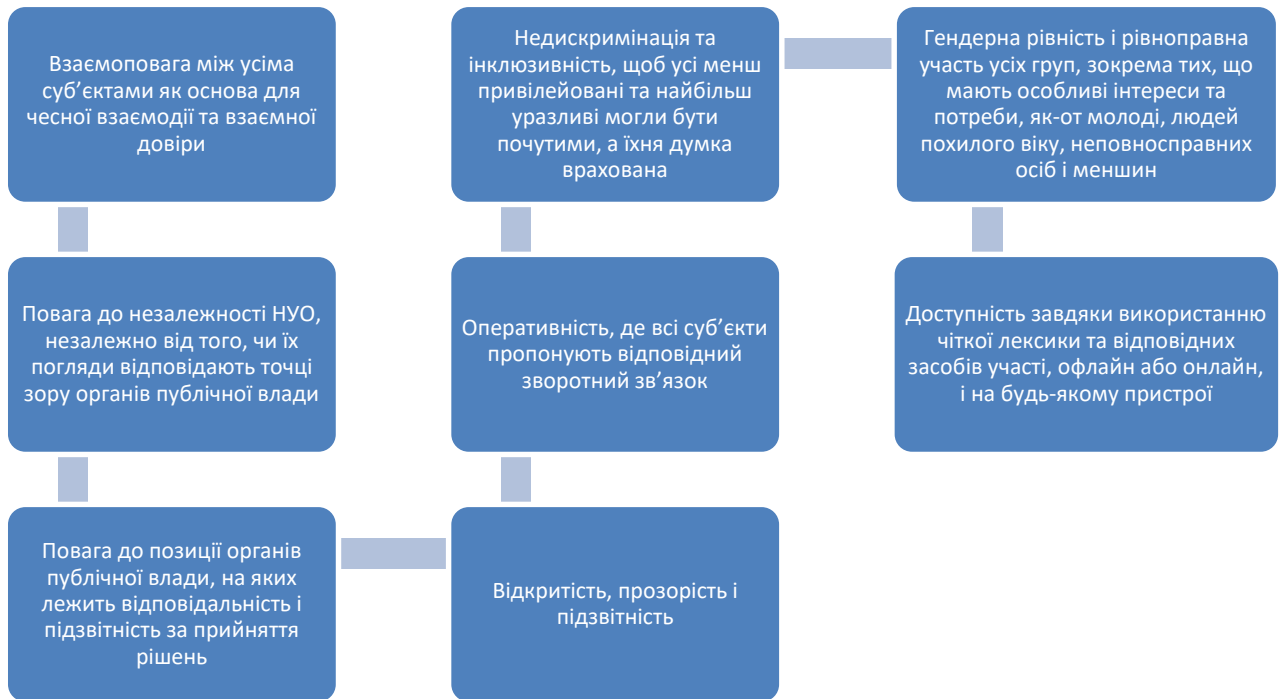 Взаємоповага між усіма
суб’єктами як основа для
чесної взаємодії та взаємної
довіри
Повага до незалежності НУО,
незалежно від того, чи їх
погляди відповідають точці
зору органів публічної влади
Повага до позиції органів
публічної влади, на яких
лежить відповідальність і
підзвітність за прийняття
рішень
Відкритість, прозорість і
підзвітність
Оперативність, де всі суб’єкти
пропонують відповідний
зворотний зв’язок
Недискримінація та
інклюзивність, щоб усі менш
привілейовані та найбільш
уразливі могли бути
почутими, а їхня думка
врахована
Гендерна рівність і рівноправна
участь усіх груп, зокрема тих, що
мають особливі інтереси та
потреби, як-от молоді, людей
похилого віку, неповносправних
осіб і меншин
Доступність завдяки використанню
чіткої лексики та відповідних
засобів участі, офлайн або онлайн,
і на будь-якому пристрої